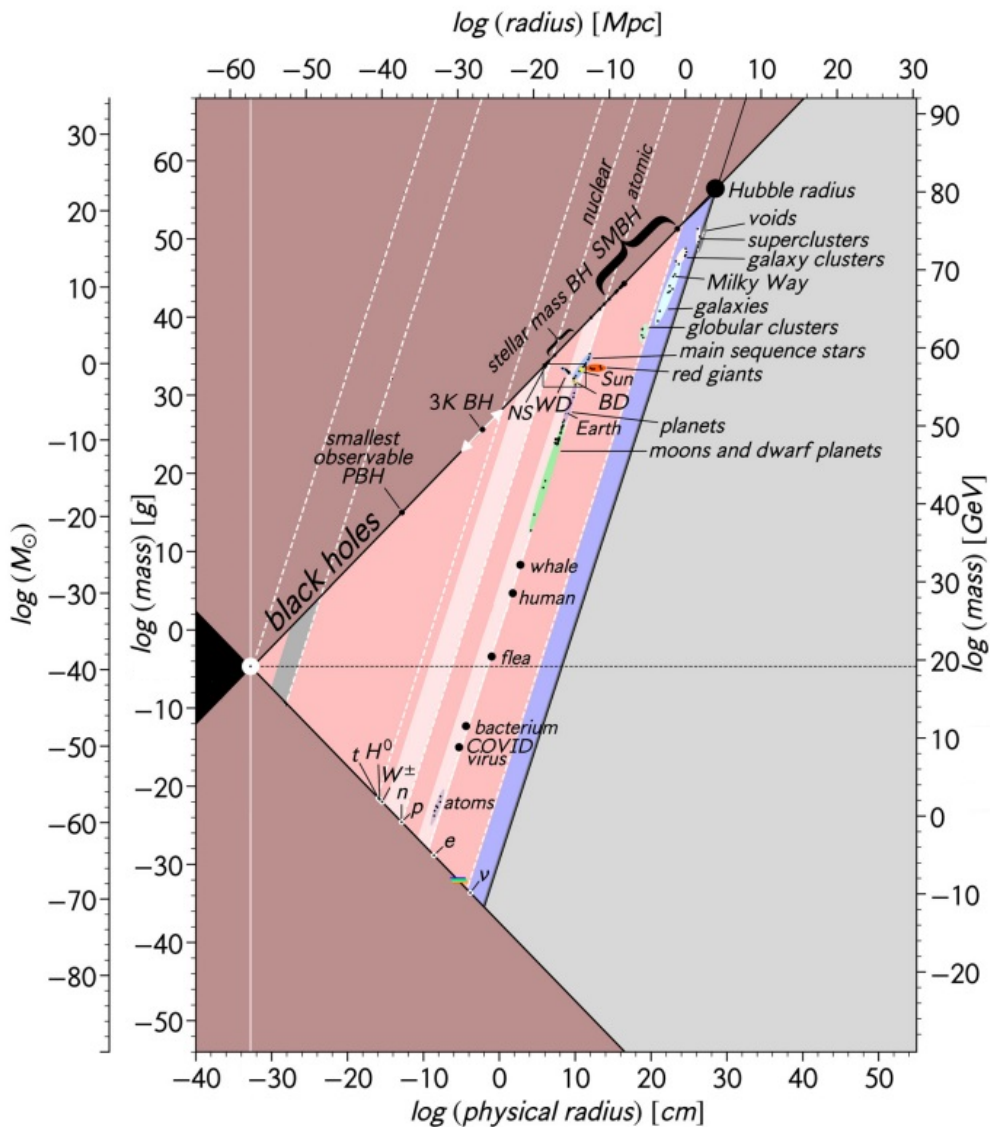 log (radius) [Mpc]
−60 −50 −40 −30 −20 −10 0 10 20 30
log (M⊙)
30
20
10
0
−10
−20
−30
−40
−50
−60
−70
−80
log (mass) [g]
60
50
40
30
20
10
0
−10
−20
−30
−40
−50
nuclear
atomic
Hubble radius
voids
superclusters
galaxy clusters
Milky Way
galaxies
globular clusters
main sequence stars
red giants
SMBH
stellar mass BH
Sun
NS
WD
BD
Earth
planets
moons and dwarf planets
3K BH
smallest
observable
PBH
black holes
whale
human
flea
bacterium
COVID
virus
atoms
t H⁰
W±
n
p
e
ν
90
80
70
60
50
40
30
20
10
0
−10
−20
log (mass) [GeV]
−40 −30 −20 −10 0 10 20 30 40 50
log (physical radius) [cm]